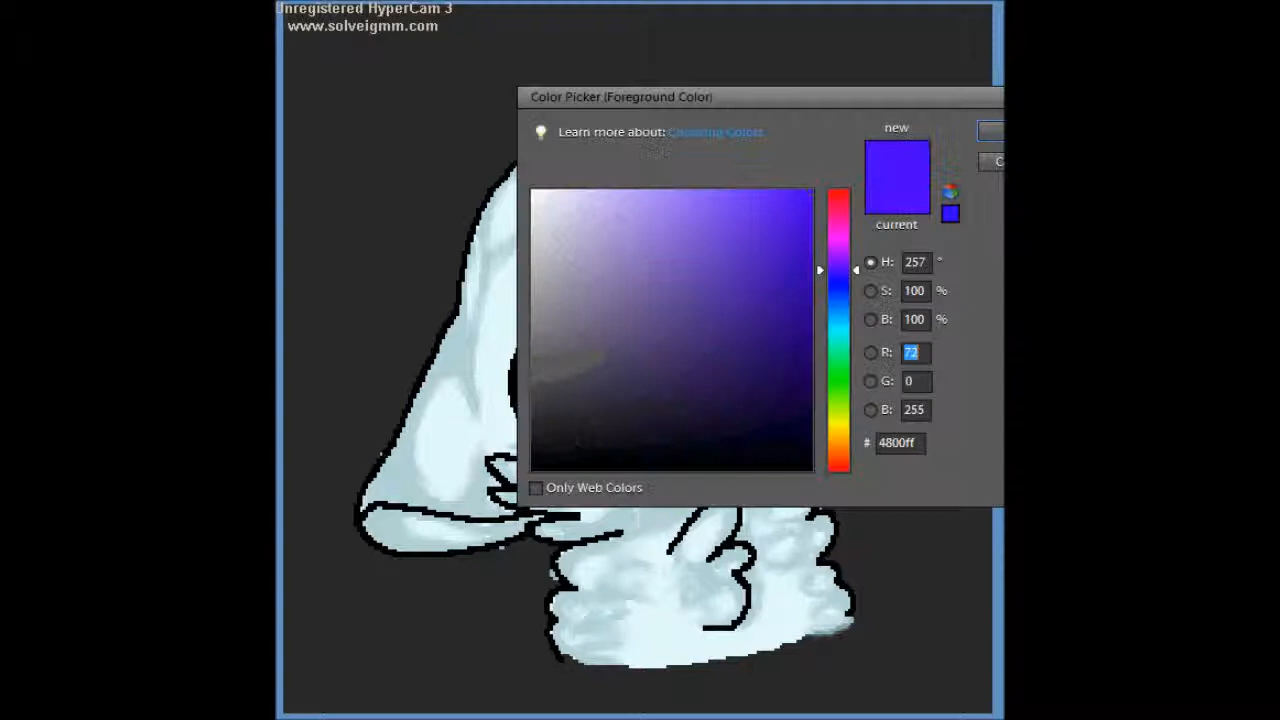 Unregistered HyperCam 3
www.solveigmm.com
Color Picker (Foreground Color)
Learn more about: Choosing Colors
new
current
H: 257 °
S: 100 %
B: 100 %
R: 72
G: 0
B: 255
# 4800ff
Only Web Colors
C